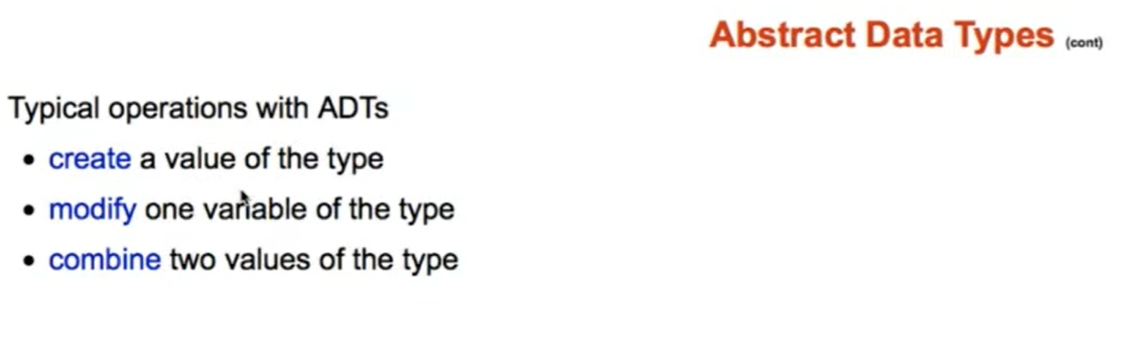 Abstract Data Types (cont)
Typical operations with ADTs
• create a value of the type
• modify one variable of the type
• combine two values of the type